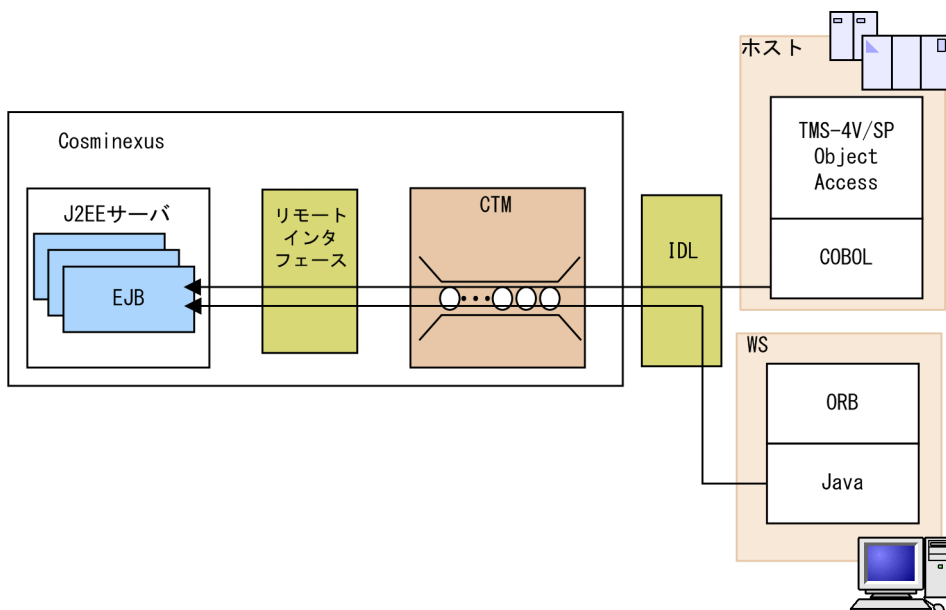 ホスト
TMS-4V/SP
Object
Access
COBOL
Cosminexus
J2EEサーバ
EJB
リモート
インタ
フェース
CTM
IDL
WS
ORB
Java